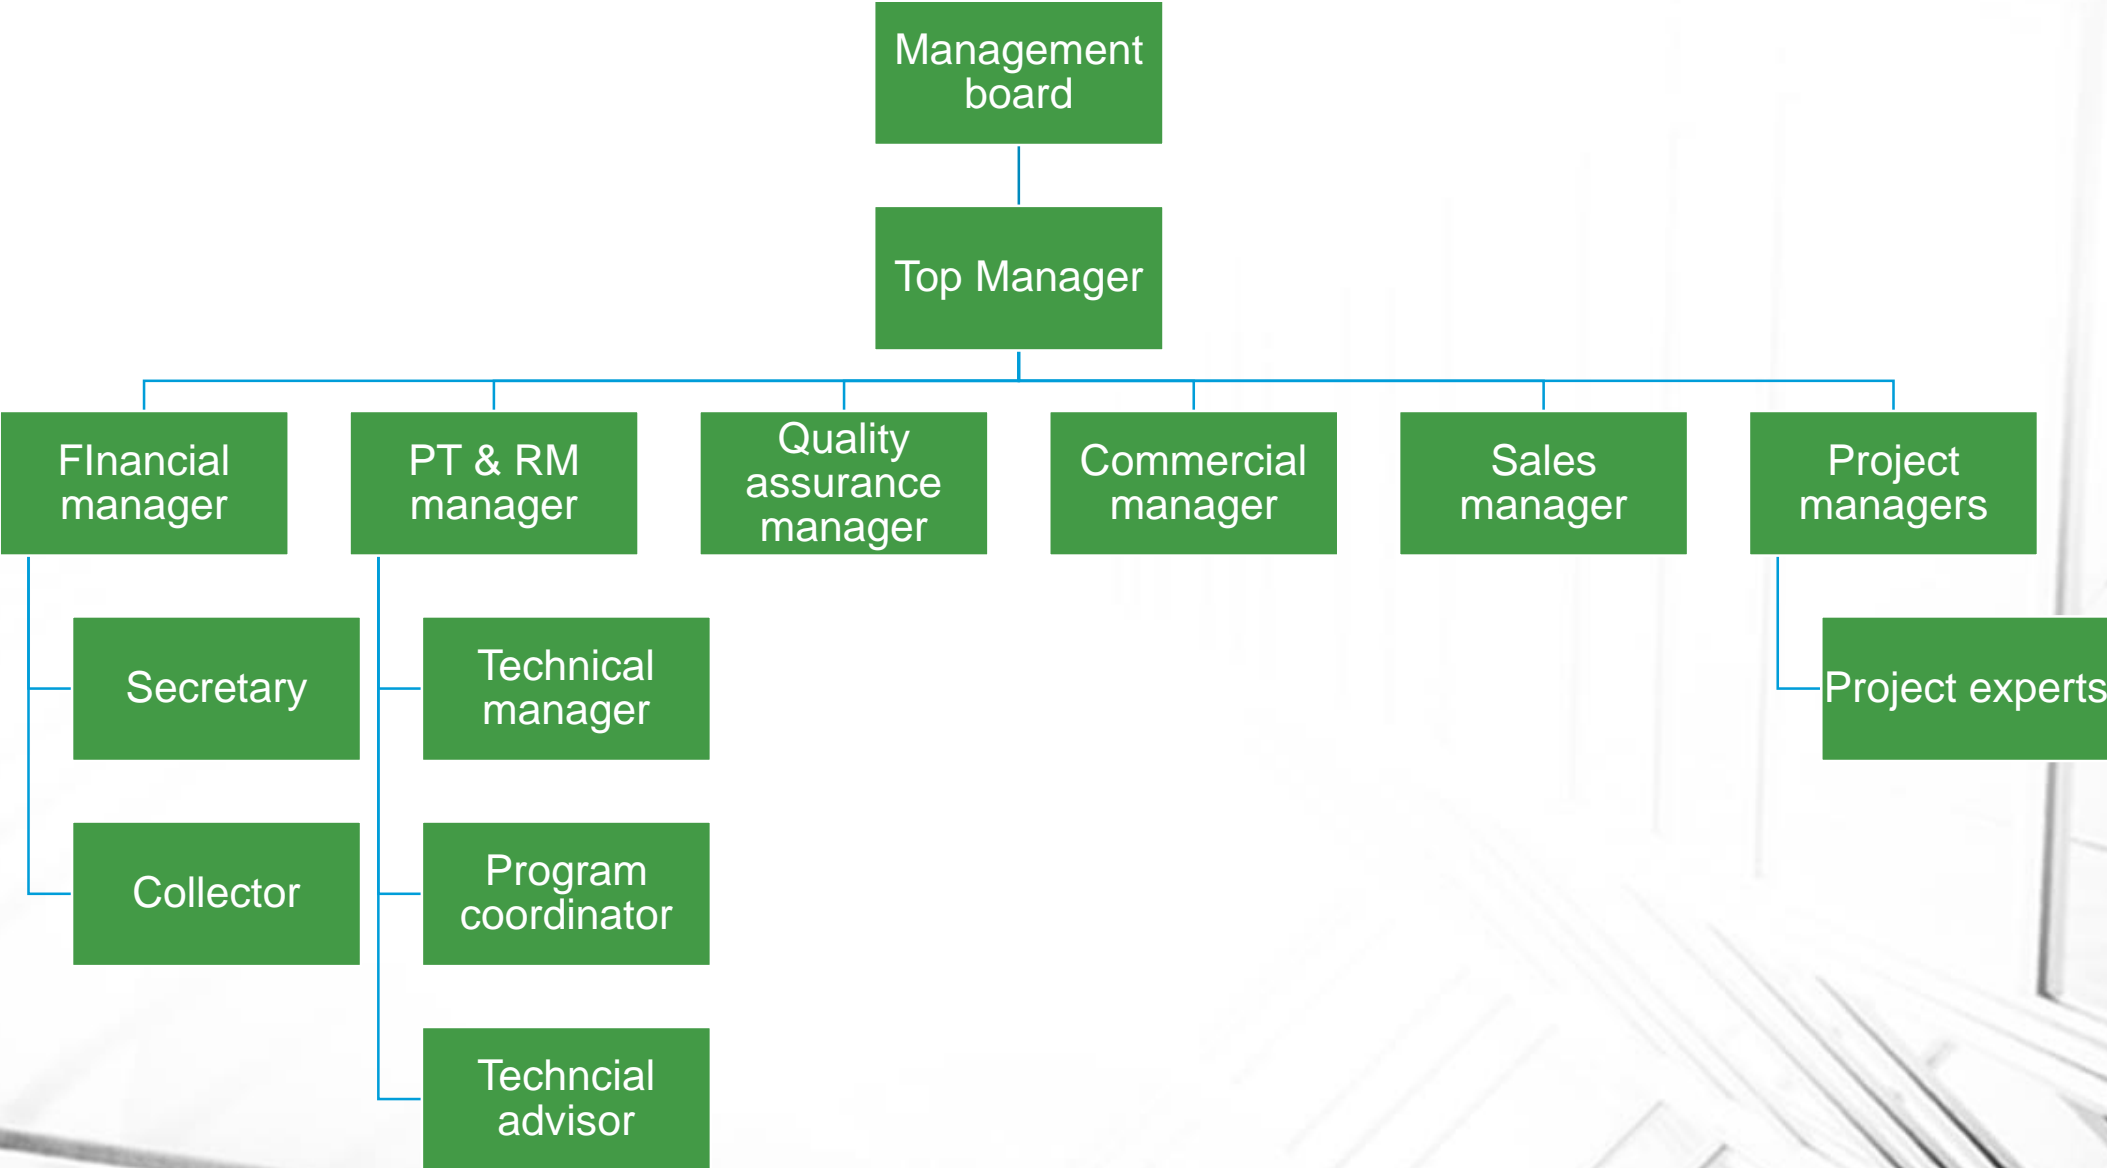 Management
board
Top Manager
FInancial
manager
PT & RM
manager
Quality
assurance
manager
Commercial
manager
Sales
manager
Project
managers
Secretary
Technical
manager
Project experts
Collector
Program
coordinator
Techncial
advisor